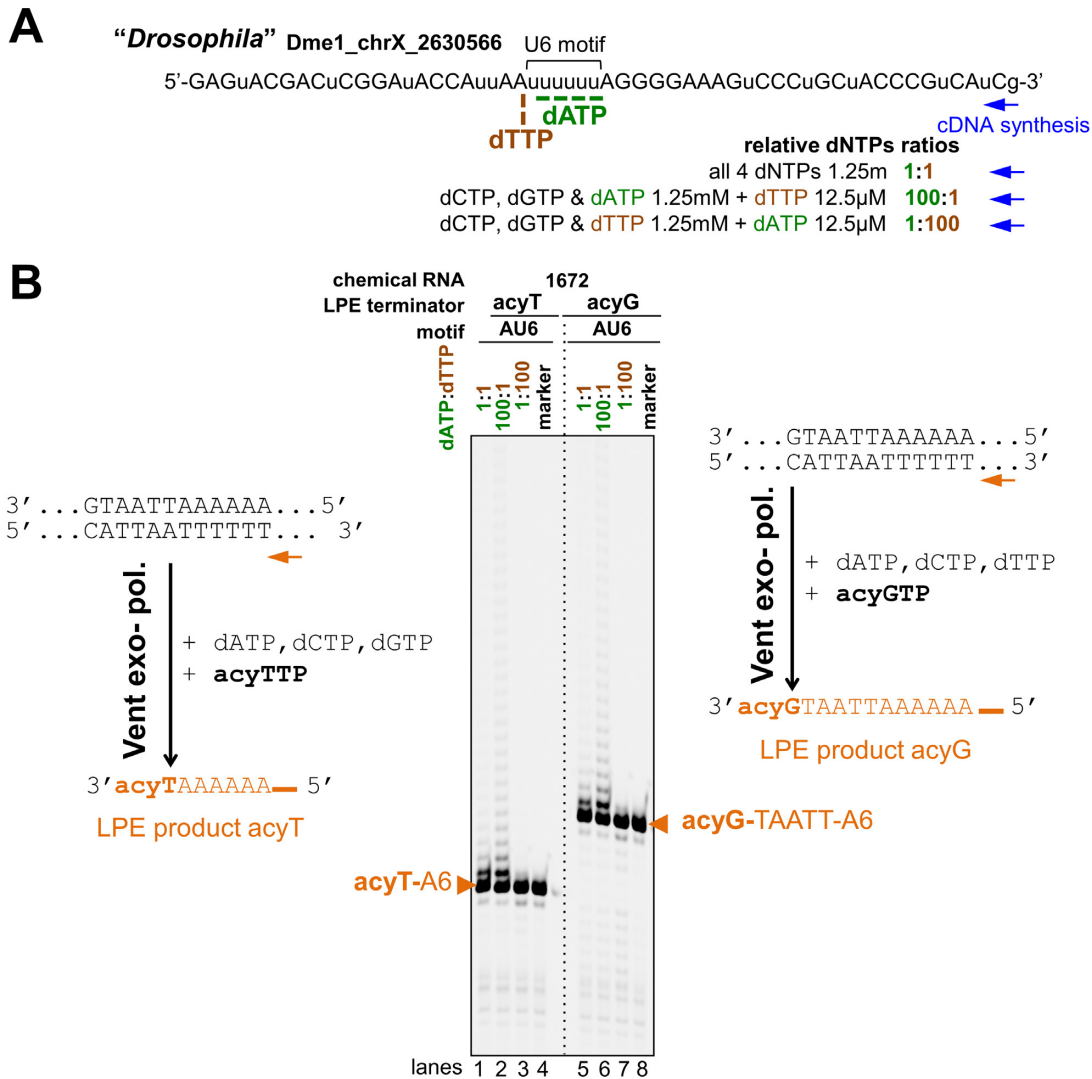 A
“Drosophila” Dme1_chrX_2630566
U6 motif
5′-GAGuACGACuCGGAuACCAuuAAuuuuuuAGGGGAAAGuCCCuGCuACCCGuCAuCg-3′
dATP
dTTP
cDNA synthesis
relative dNTPs ratios
all 4 dNTPs 1.25m 1:1
dCTP, dGTP & dATP 1.25mM + dTTP 12.5µM 100:1
dCTP, dGTP & dTTP 1.25mM + dATP 12.5µM 1:100
B
chemical RNA 1672
LPE terminator acyT acyG
motif AU6 AU6
dATP:dTTP 1:1 100:1 1:100 marker 1:1 100:1 1:100 marker
3′...GTAATTAAAAAA...5′
5′...CATTAATTTTTT... 3′
Vent exo- pol.
+ dATP,dCTP,dGTP
+ acyTTP
3′acyTAAAAAA 5′
LPE product acyT
3′...GTAATTAAAAAA...5′
5′...CATTAATTTTTT...3′
Vent exo- pol.
+ dATP,dCTP,dTTP
+ acyGTP
3′acyGTAATTAAAAAA 5′
LPE product acyG
acyG-TAATT-A6
acyT-A6
lanes 1 2 3 4 5 6 7 8